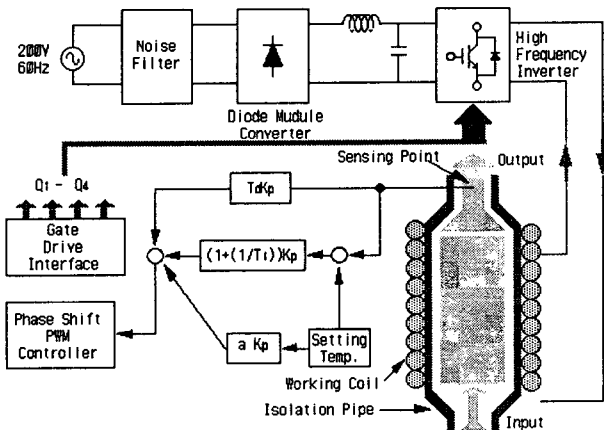 200V
60Hz
Noise
Filter
Diode Mudule
Converter
High
Frequency
Inverter
Sensing Point
Output
Q1 - Q4
TdKp
Gate
Drive
Interface
(1+(1/Ti))Kp
Phase Shift
PWM
Controller
a Kp
Setting
Temp.
Working Coil
Isolation Pipe
Input